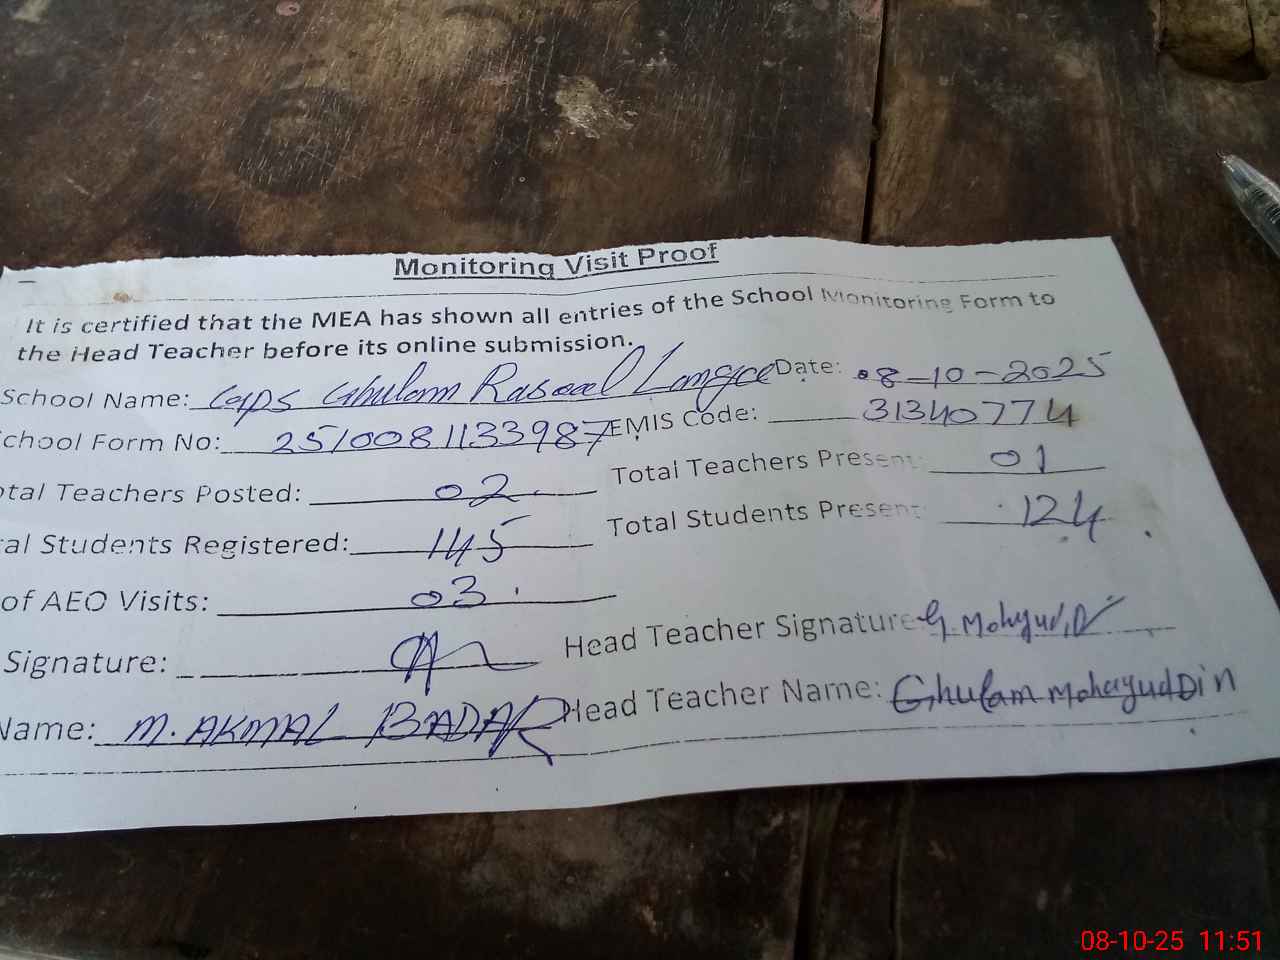 Monitoring Visit Proof
It is certified that the MEA has shown all entries of the School Monitoring Form to
the Head Teacher before its online submission.
School Name: Gps Ghulam Rasool Date: 08-10-2025
School Form No: 2510081133987 EMIS Code: 31340774
otal Teachers Posted: 02 Total Teachers Present: 01
al Students Registered: 145 Total Students Present: 124
of AEO Visits: 03
Signature: Head Teacher Signature G. Mohyud,D
Name: M. AKMAL BADAR Head Teacher Name: Ghulam MohayudDin
08-10-25 11:51